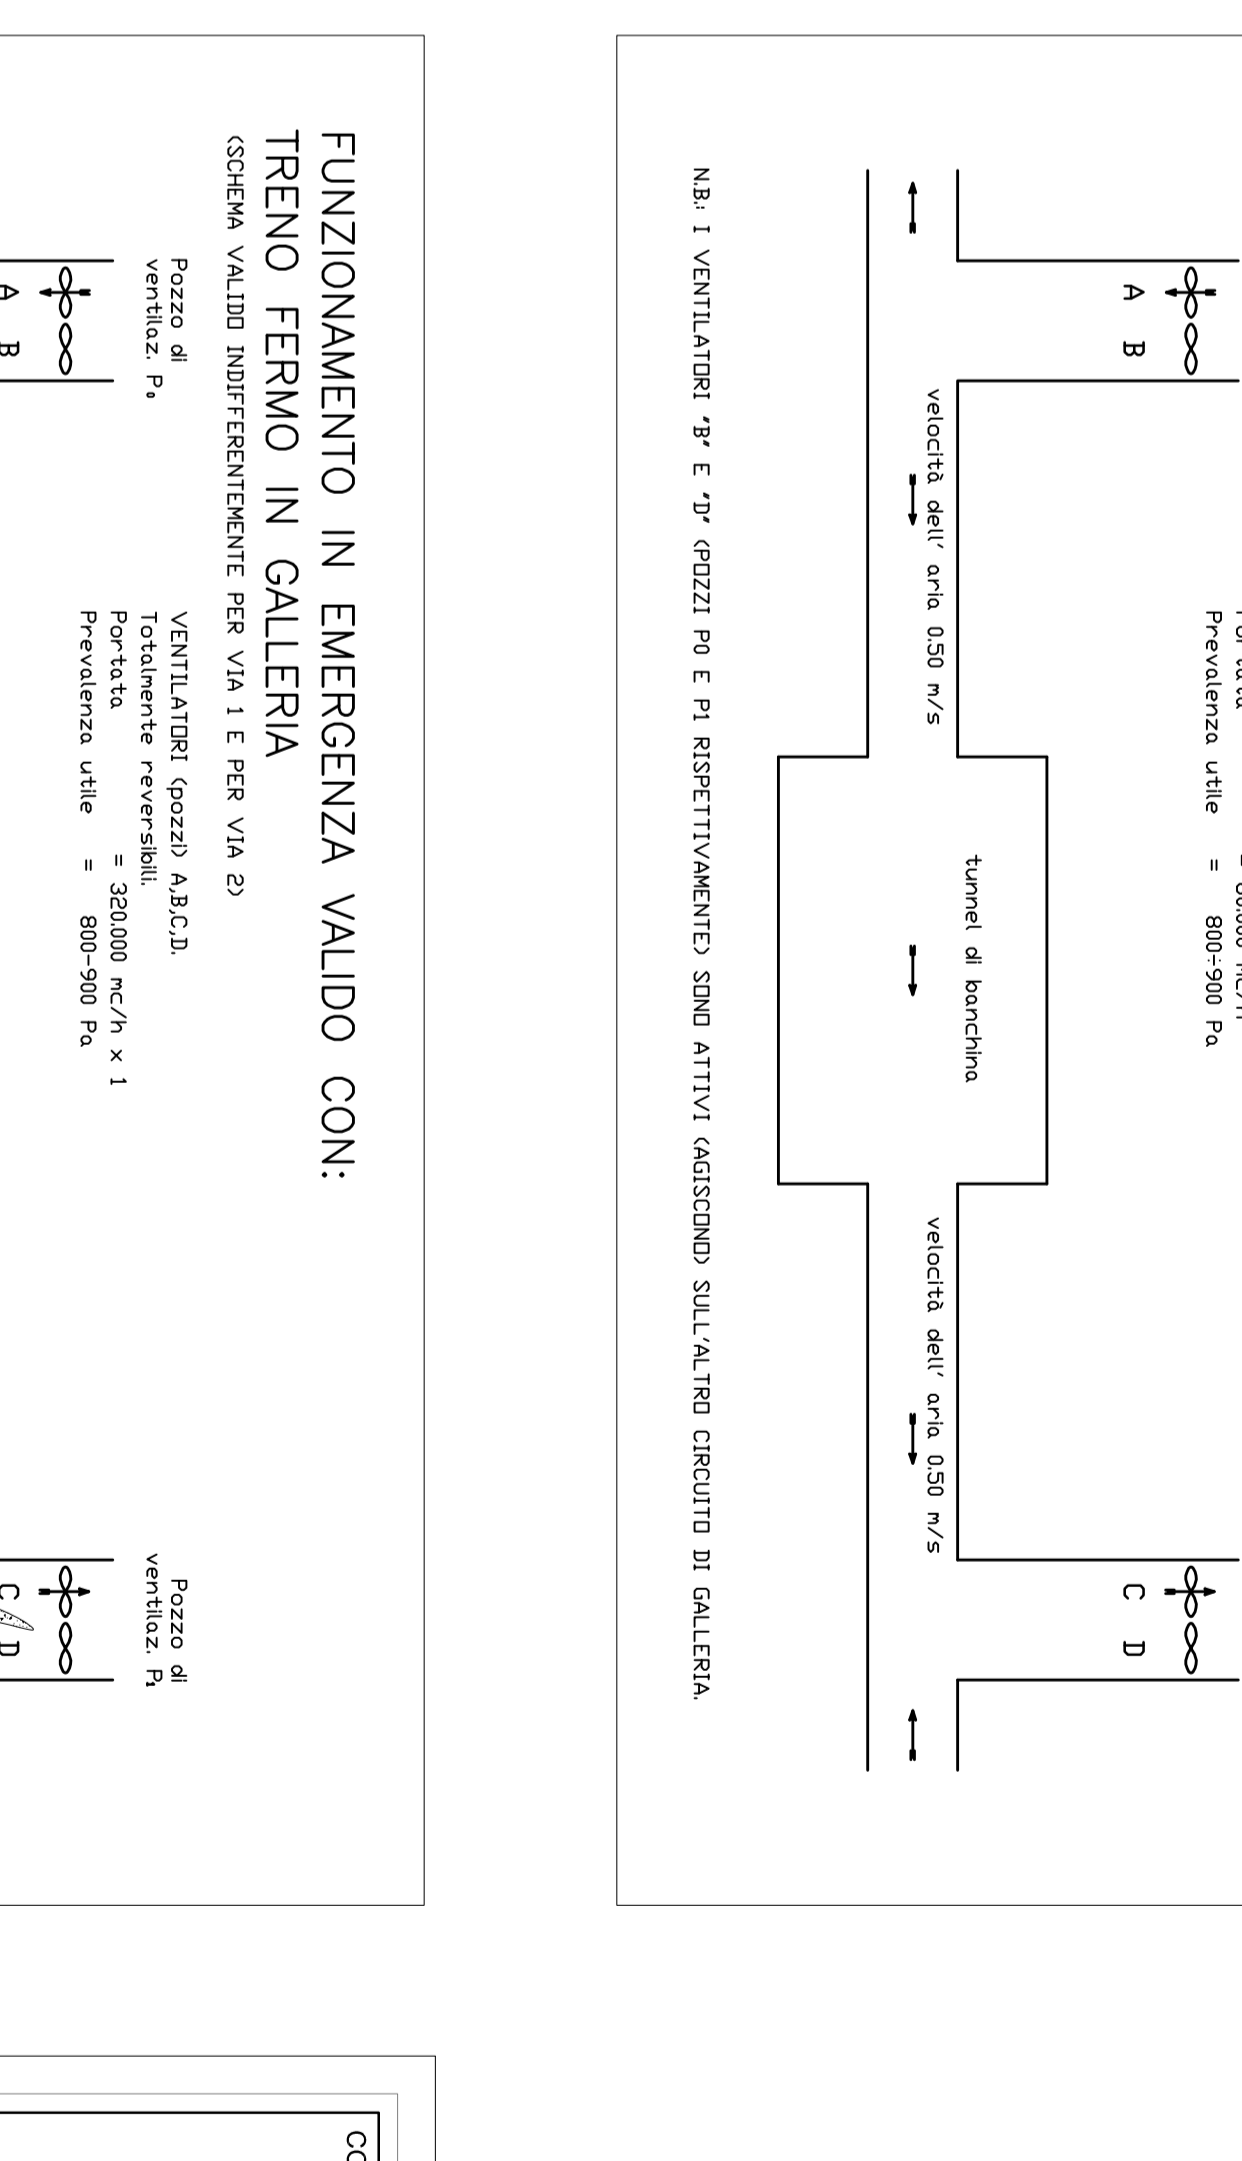 Prevalenza utile = 800÷900 Pa
A B
C D
velocità dell' aria 0.50 m/s
tunnel di banchina
velocità dell' aria 0.50 m/s
N.B.: I VENTILATORI "B" E "D" (POZZI P0 E P1 RISPETTIVAMENTE) SONO ATTIVI (AGISCONO) SULL'ALTRO CIRCUITO DI GALLERIA.
FUNZIONAMENTO IN EMERGENZA VALIDO CON:
TRENO FERMO IN GALLERIA
(SCHEMA VALIDO INDIFFERENTEMENTE PER VIA 1 E PER VIA 2)
Pozzo di
ventilaz. P₀
VENTILATORI (pozzi) A,B,C,D.
Totalmente reversibili.
Portata = 320.000 mc/h x 1
Prevalenza utile = 800-900 Pa
Pozzo di
ventilaz. P₁
A B
C D